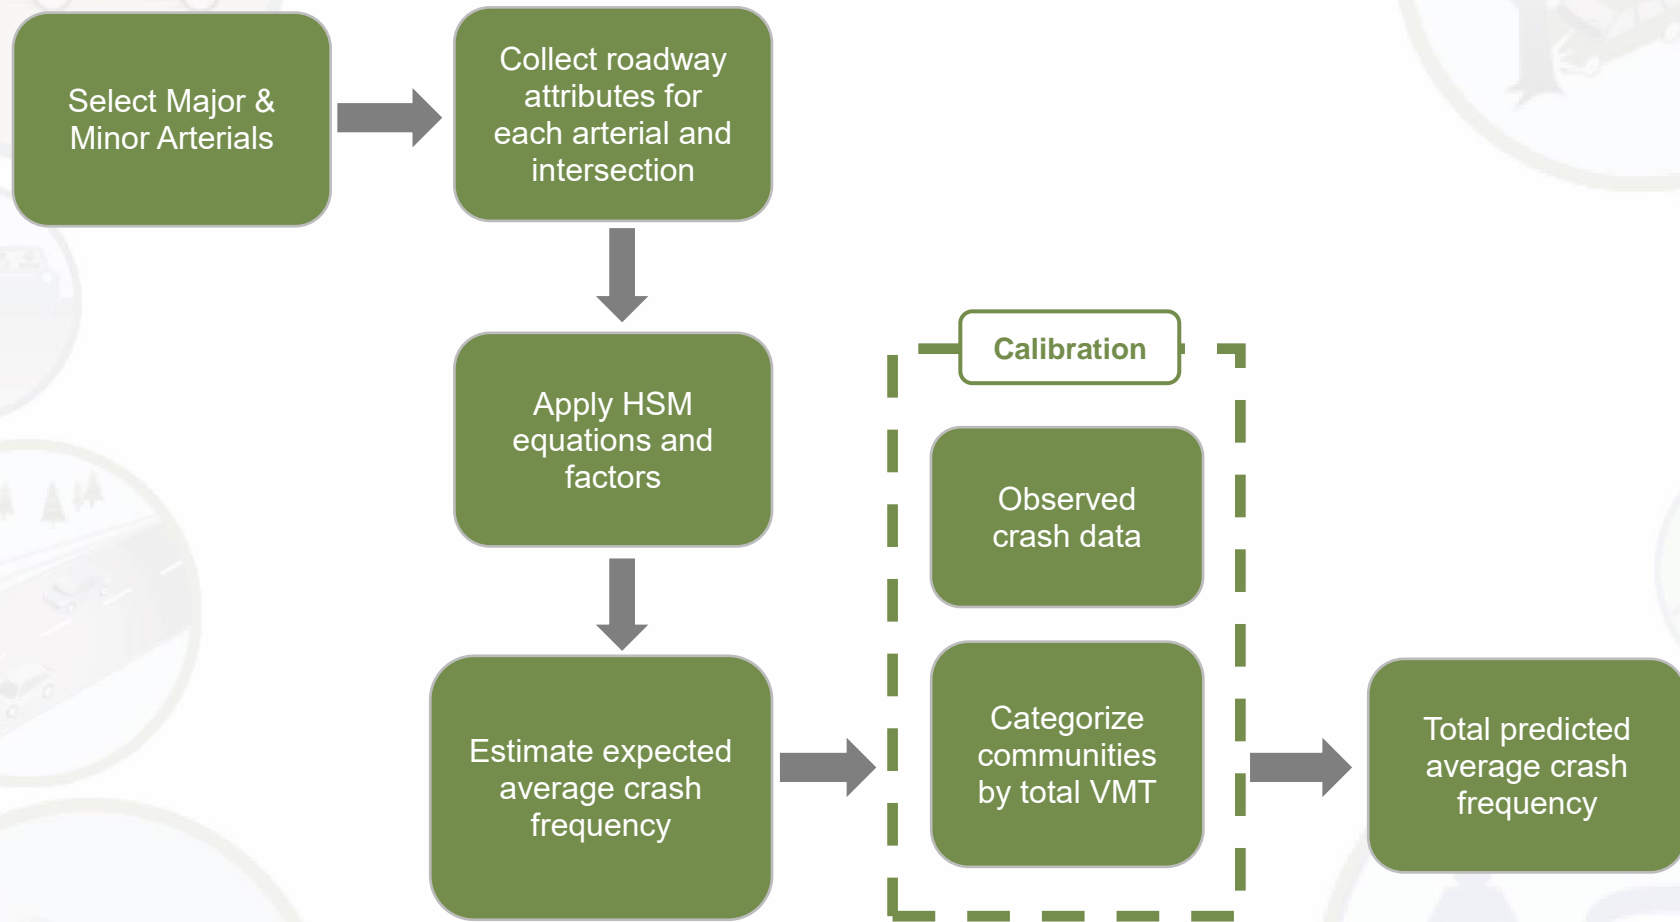 Select Major &
Minor Arterials
Collect roadway
attributes for
each arterial and
intersection
Apply HSM
equations and
factors
Estimate expected
average crash
frequency
Calibration
Observed
crash data
Categorize
communities
by total VMT
Total predicted
average crash
frequency